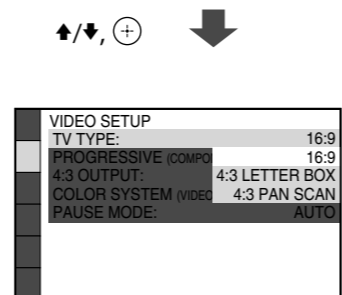 VIDEO SETUP
TV TYPE: 16:9
PROGRESSIVE (COMPO 16:9
4:3 OUTPUT: 4:3 LETTER BOX
COLOR SYSTEM (VIDEO 4:3 PAN SCAN
PAUSE MODE: AUTO